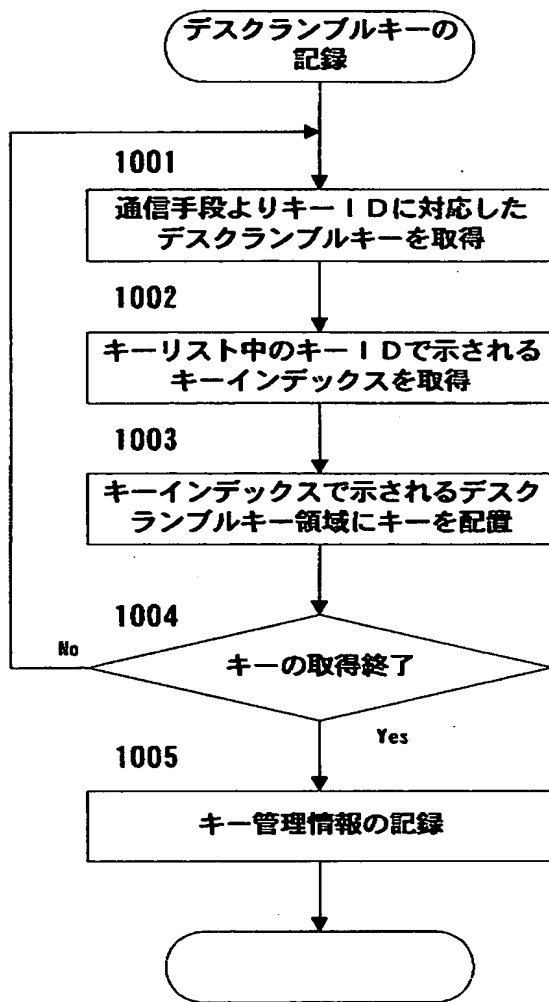 デスクランブルキーの
記録
1001
通信手段よりキーＩＤに対応した
デスクランブルキーを取得
1002
キーリスト中のキーＩＤで示される
キーインデックスを取得
1003
キーインデックスで示されるデスク
ランブルキー領域にキーを配置
1004
No
キーの取得終了
Yes
1005
キー管理情報の記録